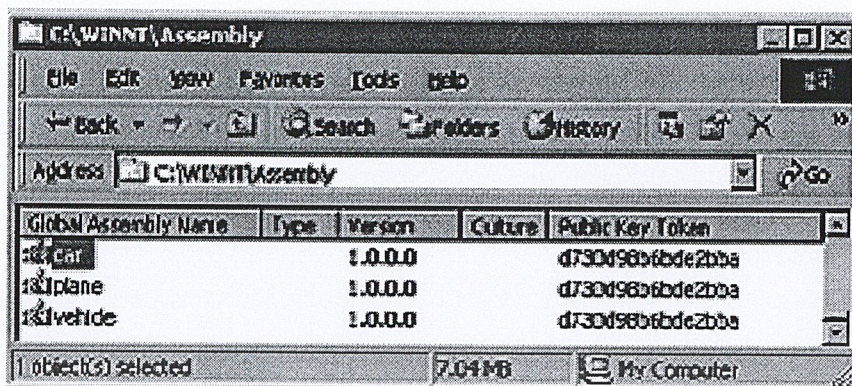 C:\WINNT\Assembly
File Edit View Favorites Tools Help
Back Search Folders History
Address C:\WINNT\Assembly Go
Global Assembly Name Type Version Culture Public Key Token
car 1.0.0.0 d730d98b6bde2bba
plane 1.0.0.0 d730d98b6bde2bba
vehicle 1.0.0.0 d730d98b6bde2bba
1 object(s) selected 7.04 MB My Computer